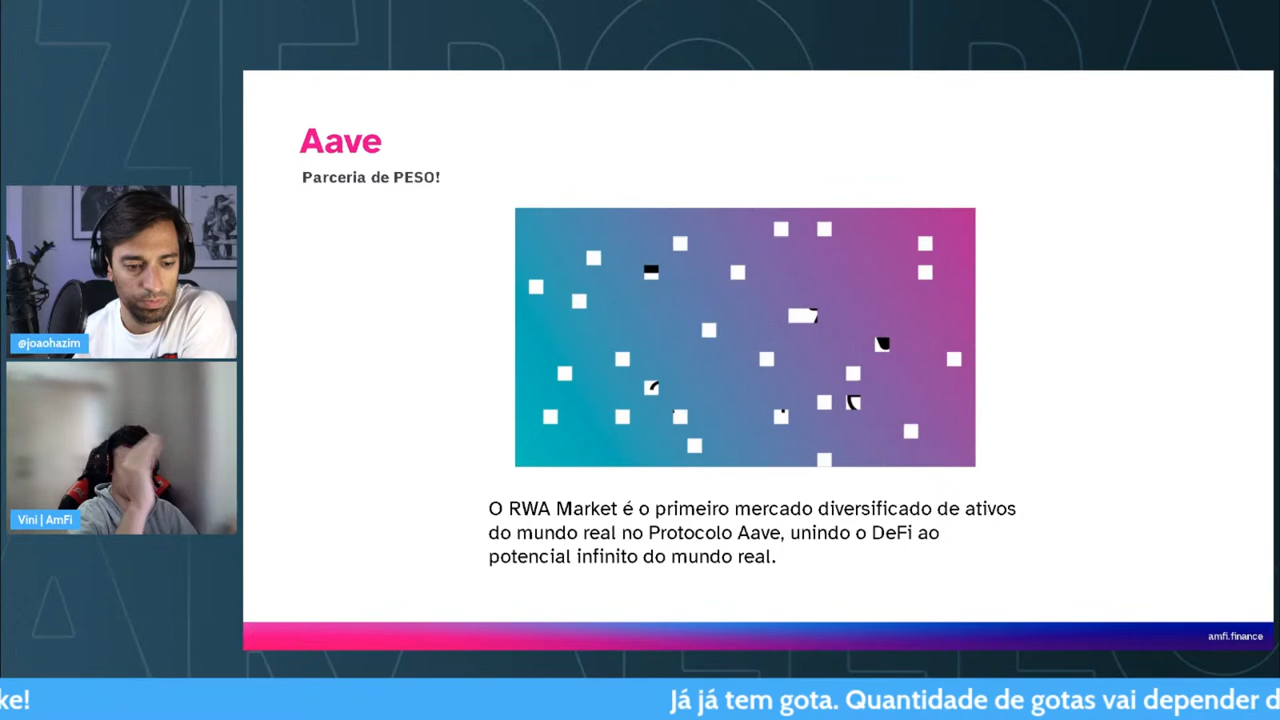 Aave
Parceria de PESO!
@joaohazim
Vini | AmFi
O RWA Market é o primeiro mercado diversificado de ativos
do mundo real no Protocolo Aave, unindo o DeFi ao
potencial infinito do mundo real.
amfi.finance
ke!
Já já tem gota. Quantidade de gotas vai depender d